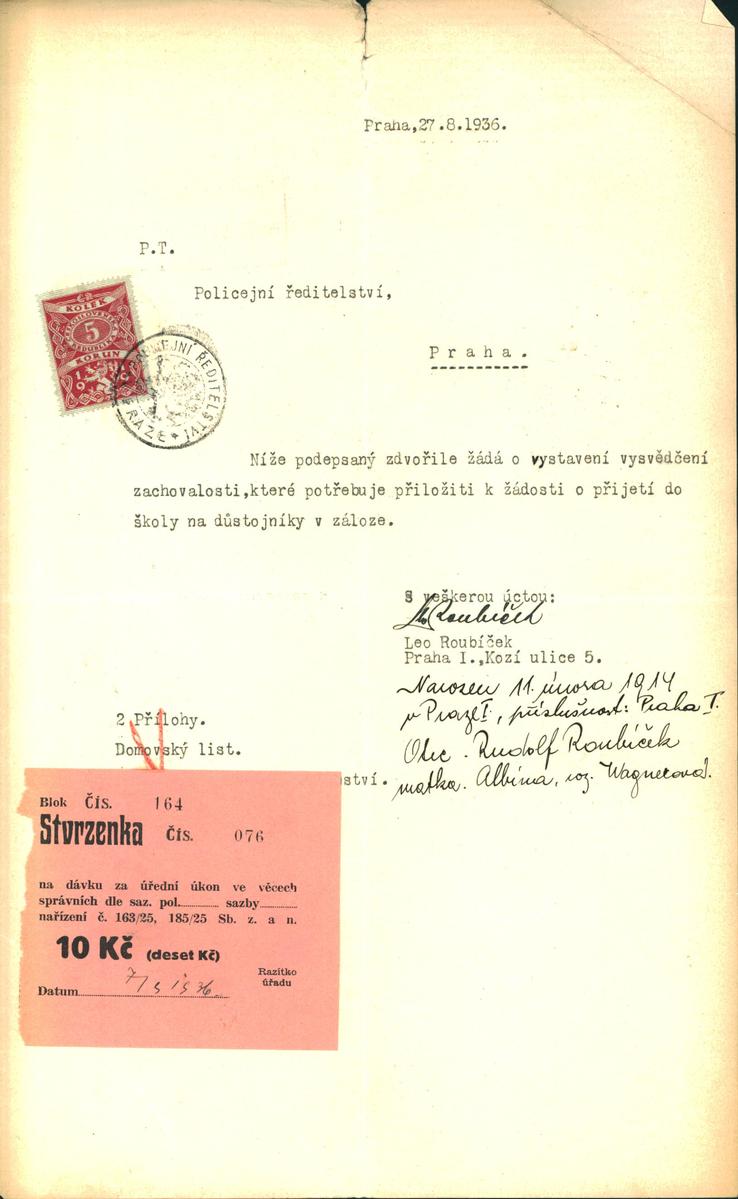 Praha,27.8.1936.
P.T.
Policejní ředitelství,
Praha.
KOLEK
5
KORUN
Níže podepsaný zdvořile žádá o vystavení vysvědčení
zachovalosti,které potřebuje přiložiti k žádosti o přijetí do
školy na důstojníky v záloze.
S veškerou úctou:
Roubíček
Leo Roubíček
Praha I.,Kozí ulice 5.
Narozen 11. února 1914
v Praze I, příslušnost: Praha I.
Otec. Rudolf Roubíček
matka. Albína, roz. Wagnerová.
2 Přílohy.
Domovský list.
ství.
Blok Čís. 164
Stvrzenka Čís. 076
na dávku za úřední úkon ve věcech
správních dle saz. pol. sazby
nařízení č. 163/25, 185/25 Sb. z. a n.
10 Kč (deset Kč)
Razítko
úřadu
Datum